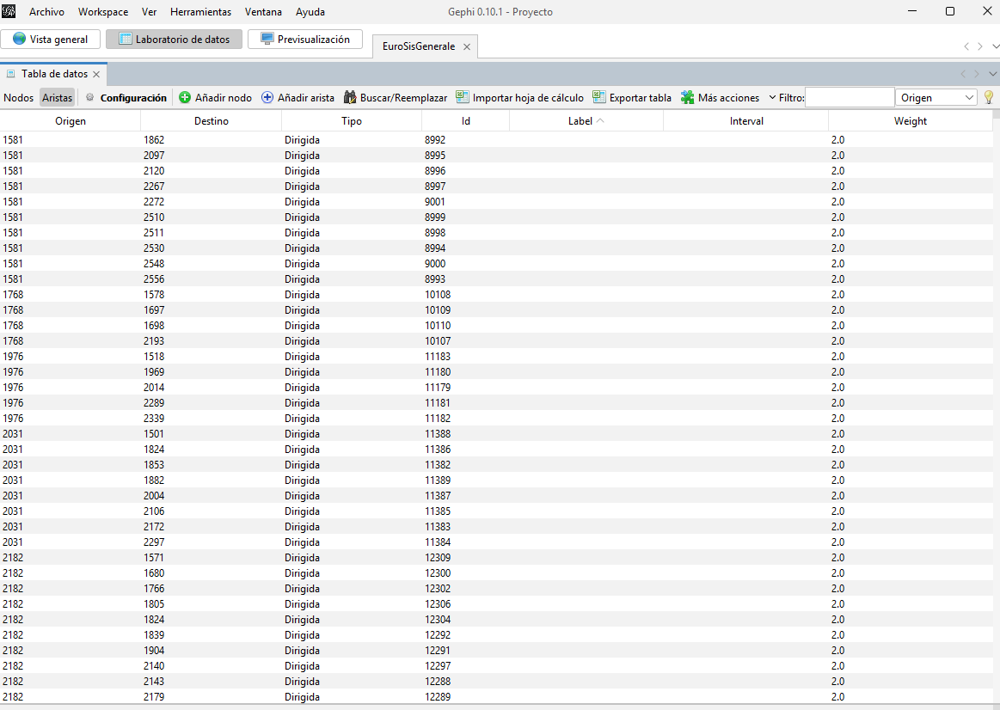 Archivo Workspace Ver Herramientas Ventana Ayuda Gephi 0.10.1 - Proyecto
Vista general Laboratorio de datos Previsualización EuroSisGenerale
Tabla de datos
Nodos Aristas Configuración Añadir nodo Añadir arista Buscar/Reemplazar Importar hoja de cálculo Exportar tabla Más acciones Filtro: Origen
Origen Destino Tipo Id Label Interval Weight
1581 1862 Dirigida 8992 2.0
1581 2097 Dirigida 8995 2.0
1581 2120 Dirigida 8996 2.0
1581 2267 Dirigida 8997 2.0
1581 2272 Dirigida 9001 2.0
1581 2510 Dirigida 8999 2.0
1581 2511 Dirigida 8998 2.0
1581 2530 Dirigida 8994 2.0
1581 2548 Dirigida 9000 2.0
1581 2556 Dirigida 8993 2.0
1768 1578 Dirigida 10108 2.0
1768 1697 Dirigida 10109 2.0
1768 1698 Dirigida 10110 2.0
1768 2193 Dirigida 10107 2.0
1976 1518 Dirigida 11183 2.0
1976 1969 Dirigida 11180 2.0
1976 2014 Dirigida 11179 2.0
1976 2289 Dirigida 11181 2.0
1976 2339 Dirigida 11182 2.0
2031 1501 Dirigida 11388 2.0
2031 1824 Dirigida 11386 2.0
2031 1853 Dirigida 11382 2.0
2031 1882 Dirigida 11389 2.0
2031 2004 Dirigida 11387 2.0
2031 2106 Dirigida 11385 2.0
2031 2172 Dirigida 11383 2.0
2031 2297 Dirigida 11384 2.0
2182 1571 Dirigida 12309 2.0
2182 1680 Dirigida 12300 2.0
2182 1766 Dirigida 12302 2.0
2182 1805 Dirigida 12306 2.0
2182 1824 Dirigida 12304 2.0
2182 1839 Dirigida 12292 2.0
2182 1904 Dirigida 12291 2.0
2182 2140 Dirigida 12297 2.0
2182 2143 Dirigida 12288 2.0
2182 2179 Dirigida 12289 2.0